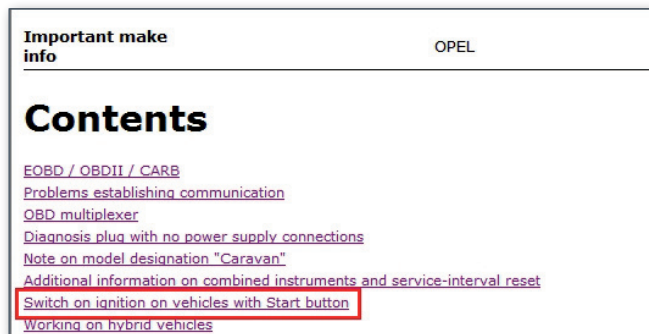 Important make
info
OPEL
Contents
EOBD / OBDII / CARB
Problems establishing communication
OBD multiplexer
Diagnosis plug with no power supply connections
Note on model designation "Caravan"
Additional information on combined instruments and service-interval reset
Switch on ignition on vehicles with Start button
Working on hybrid vehicles